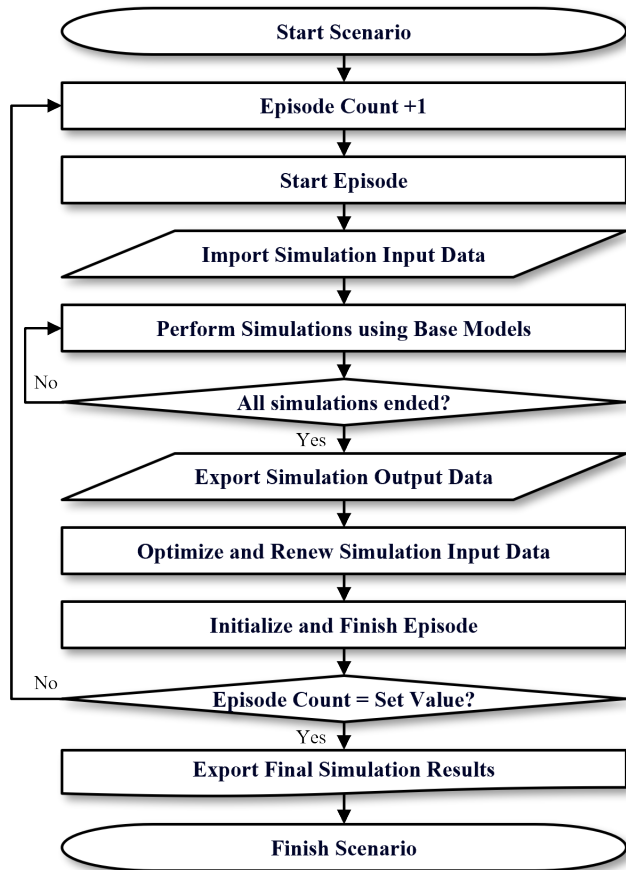 Start Scenario
Episode Count +1
Start Episode
Import Simulation Input Data
Perform Simulations using Base Models
No
All simulations ended?
Yes
Export Simulation Output Data
Optimize and Renew Simulation Input Data
Initialize and Finish Episode
No
Episode Count = Set Value?
Yes
Export Final Simulation Results
Finish Scenario